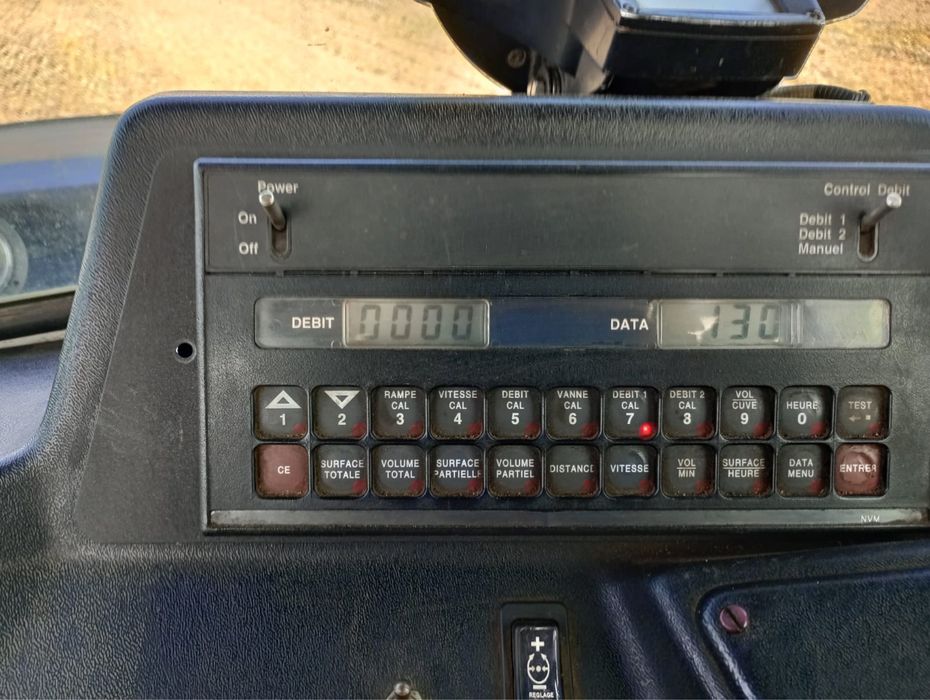 Power
Control Debit
On
Off
Debit 1
Debit 2
Manuel
DEBIT 0000 DATA 130
1
2
RAMPE CAL 3
VITESSE CAL 4
DEBIT CAL 5
VANNE CAL 6
DEBIT 1 CAL 7
DEBIT 2 CAL 8
VOL CUVE 9
HEURE 0
TEST
CE
SURFACE TOTALE
VOLUME TOTAL
SURFACE PARTIELLE
VOLUME PARTIEL
DISTANCE
VITESSE
VOL MIN
SURFACE HEURE
DATA MENU
ENTRER
NVM
+
-
REGLAGE